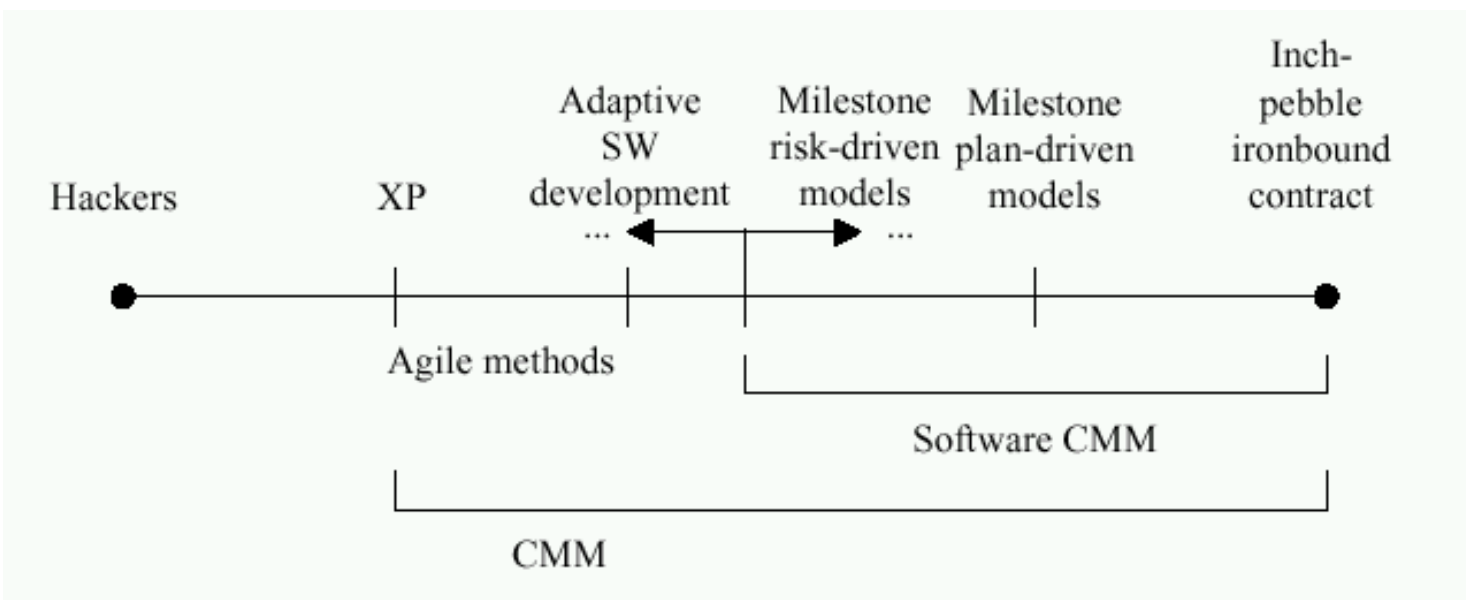 Hackers
XP
Adaptive
SW
development
Milestone
risk-driven
models
Milestone
plan-driven
models
Inch-
pebble
ironbound
contract
...
...
Agile methods
Software CMM
CMM